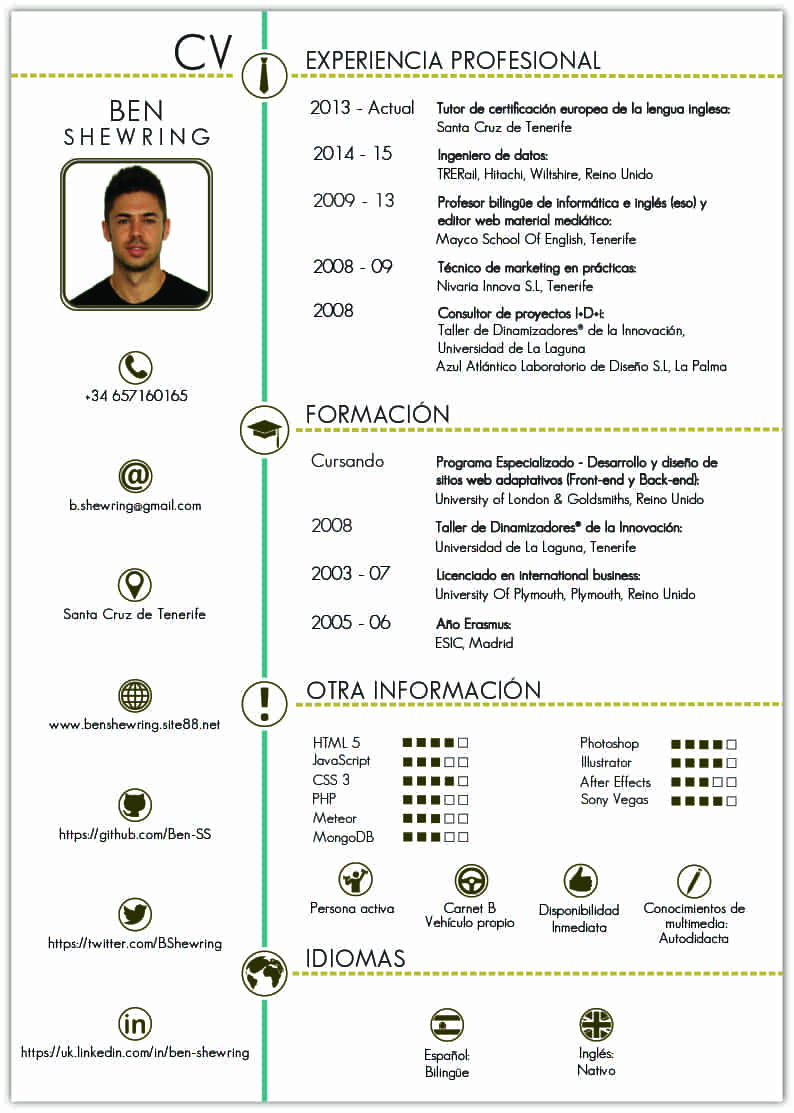 CV
BEN
SHEWRING
+34 657160165
@
b.shewring@gmail.com
Santa Cruz de Tenerife
www.benshewring.site88.net
https://github.com/Ben-SS
https://twitter.com/BShewring
in
https://uk.linkedin.com/in/ben-shewring
EXPERIENCIA PROFESIONAL
2013 - Actual
Tutor de certificación europea de la lengua inglesa:
Santa Cruz de Tenerife
2014 - 15
Ingeniero de datos:
TRERail, Hitachi, Wiltshire, Reino Unido
2009 - 13
Profesor bilingüe de informática e inglés (eso) y
editor web material mediático:
Mayco School Of English, Tenerife
2008 - 09
Técnico de marketing en prácticas:
Nivaria Innova S.L, Tenerife
2008
Consultor de proyectos I+D+i:
Taller de Dinamizadores® de la Innovación,
Universidad de La Laguna
Azul Atlántico Laboratorio de Diseño S.L, La Palma
FORMACIÓN
Cursando
Programa Especializado - Desarrollo y diseño de
sitios web adaptativos (Front-end y Back-end):
University of London & Goldsmiths, Reino Unido
2008
Taller de Dinamizadores® de la Innovación:
Universidad de La Laguna, Tenerife
2003 - 07
Licenciado en international business:
University Of Plymouth, Plymouth, Reino Unido
2005 - 06
Año Erasmus:
ESIC, Madrid
!
OTRA INFORMACIÓN
HTML 5
JavaScript
CSS 3
PHP
Meteor
MongoDB
Photoshop
Illustrator
After Effects
Sony Vegas
Persona activa
Carnet B
Vehículo propio
Disponibilidad
Inmediata
Conocimientos de
multimedia:
Autodidacta
IDIOMAS
Español:
Bilingüe
Inglés:
Nativo